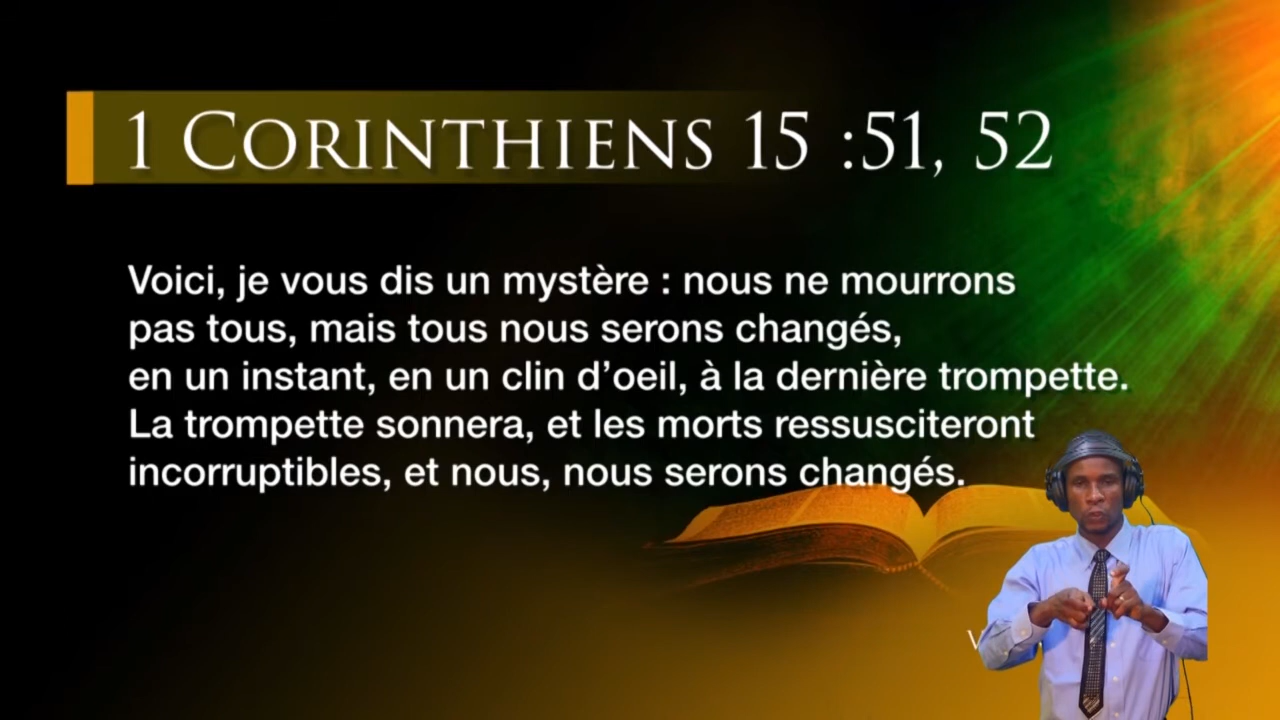 1 Corinthiens 15 :51, 52
Voici, je vous dis un mystère : nous ne mourrons
pas tous, mais tous nous serons changés,
en un instant, en un clin d’oeil, à la dernière trompette.
La trompette sonnera, et les morts ressusciteront
incorruptibles, et nous, nous serons changés.